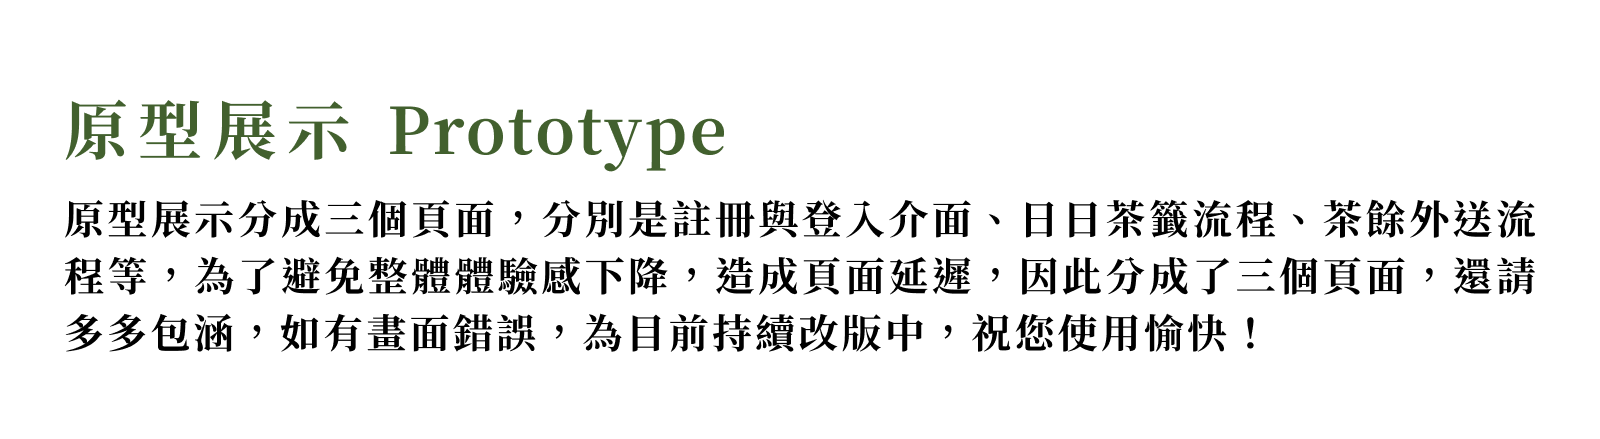 原型展示 Prototype
原型展示分成三個頁面，分別是註冊與登入介面、日日茶籤流程、茶餘外送流
程等，為了避免整體體驗感下降，造成頁面延遲，因此分成了三個頁面，還請
多多包涵，如有畫面錯誤，為目前持續改版中，祝您使用愉快！